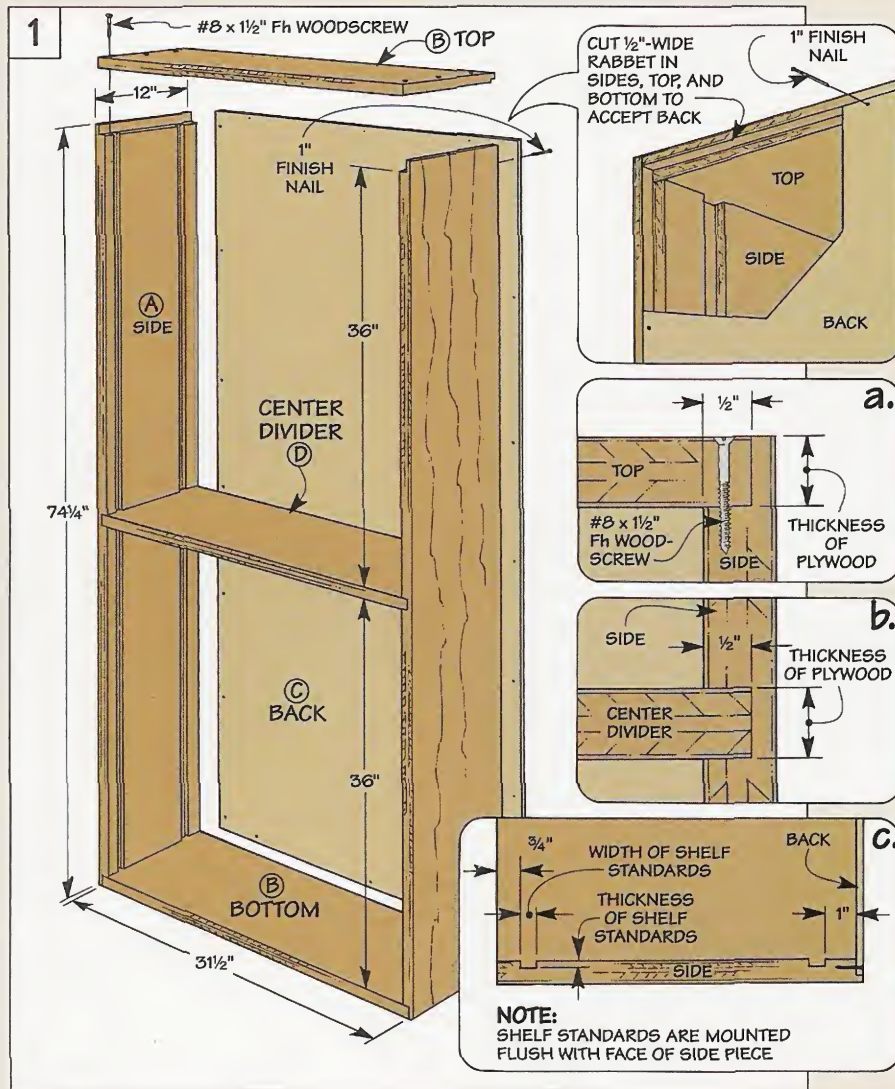 1
#8 x 1½" Fh WOODSCREW
Ⓑ TOP
12"
1"
FINISH
NAIL
36"
Ⓐ
SIDE
CENTER
DIVIDER
Ⓓ
74¼"
Ⓒ
BACK
36"
Ⓑ
BOTTOM
31½"
CUT ½"-WIDE
RABBET IN
SIDES, TOP, AND
BOTTOM TO
ACCEPT BACK
1" FINISH
NAIL
TOP
SIDE
BACK
a.
½"
TOP
#8 x 1½"
Fh WOOD-
SCREW
SIDE
THICKNESS
OF
PLYWOOD
b.
SIDE
½"
THICKNESS
OF PLYWOOD
CENTER
DIVIDER
c.
¾"
WIDTH OF SHELF
STANDARDS
BACK
THICKNESS
OF SHELF
STANDARDS
1"
SIDE
NOTE:
SHELF STANDARDS ARE MOUNTED
FLUSH WITH FACE OF SIDE PIECE